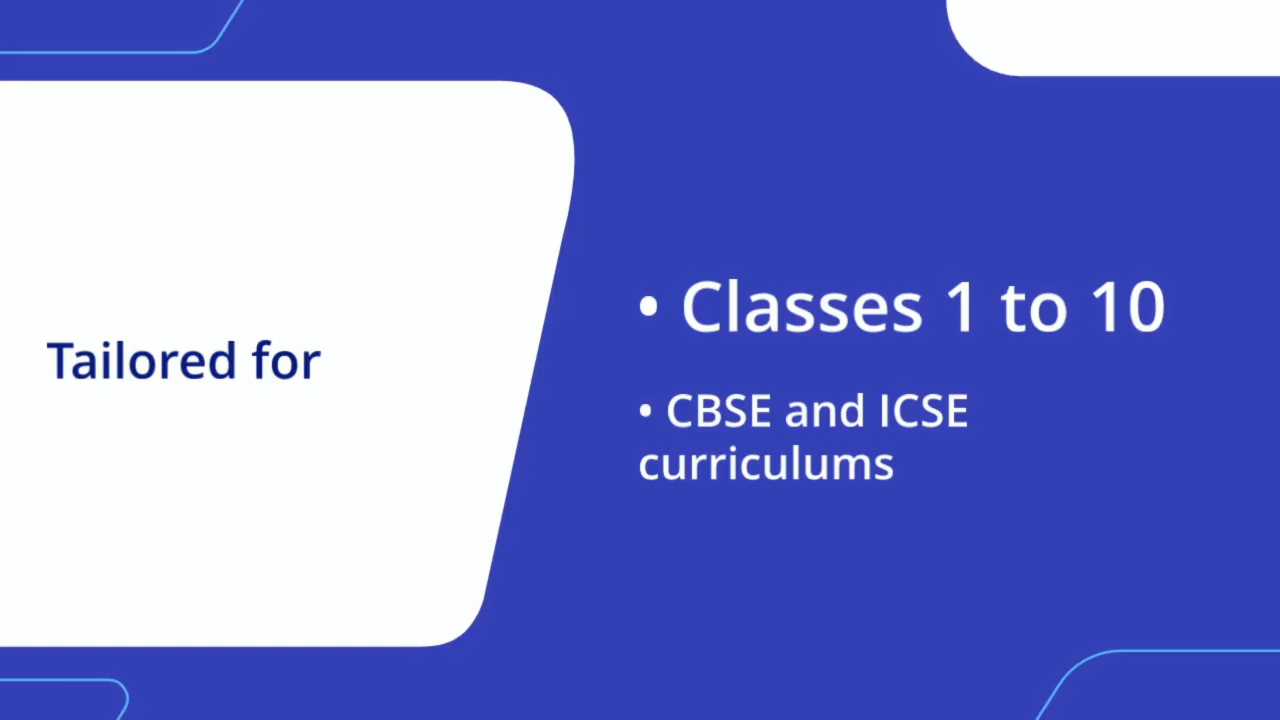 Tailored for
• Classes 1 to 10
• CBSE and ICSE
curriculums